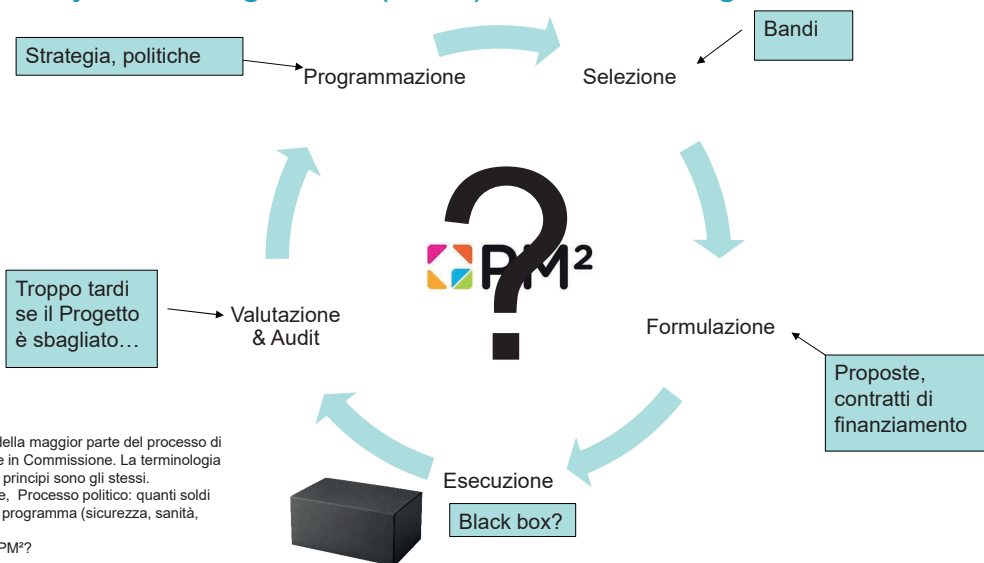 Strategia, politiche
Programmazione
Selezione
Bandi
?
PM²
Troppo tardi
se il Progetto
è sbagliato…
Valutazione
& Audit
Formulazione
Proposte,
contratti di
finanziamento
Esecuzione
Black box?
della maggior parte del processo di
in Commissione. La terminologia
principi sono gli stessi.
Processo politico: quanti soldi
programma (sicurezza, sanità,
PM²?